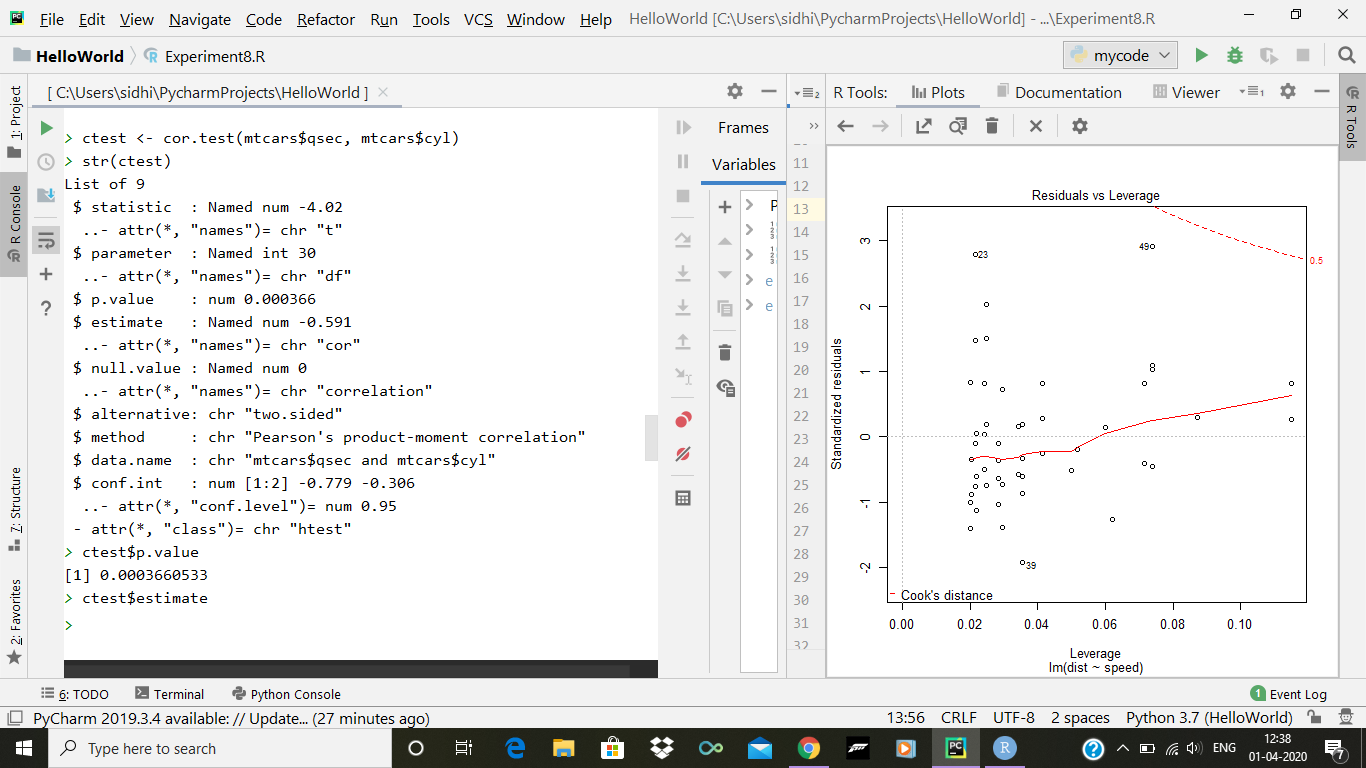 File Edit View Navigate Code Refactor Run Tools VCS Window Help HelloWorld [C:\Users\sidhi\PycharmProjects\HelloWorld] - ...\Experiment8.R
HelloWorld Experiment8.R mycode
1: Project
R Console
7: Structure
2: Favorites
[ C:\Users\sidhi\PycharmProjects\HelloWorld ]
> ctest <- cor.test(mtcars$qsec, mtcars$cyl)
> str(ctest)
List of 9
$ statistic  : Named num -4.02
..- attr(*, "names")= chr "t"
$ parameter  : Named int 30
..- attr(*, "names")= chr "df"
$ p.value    : num 0.000366
$ estimate   : Named num -0.591
..- attr(*, "names")= chr "cor"
$ null.value : Named num 0
..- attr(*, "names")= chr "correlation"
$ alternative: chr "two.sided"
$ method     : chr "Pearson's product-moment correlation"
$ data.name  : chr "mtcars$qsec and mtcars$cyl"
$ conf.int   : num [1:2] -0.779 -0.306
..- attr(*, "conf.level")= num 0.95
- attr(*, "class")= chr "htest"
> ctest$p.value
[1] 0.0003660533
> ctest$estimate
>
Frames
Variables
P
e
e
2
11
12
13
14
15
16
17
18
19
20
21
22
23
24
25
26
27
28
29
30
31
32
R Tools: Plots Documentation Viewer 1
R Tools
Residuals vs Leverage
Standardized residuals
3
2
1
0
-1
-2
23
49
39
0.5
Cook's distance
0.00 0.02 0.04 0.06 0.08 0.10
Leverage
lm(dist ~ speed)
6: TODO Terminal Python Console 1 Event Log
PyCharm 2019.3.4 available: // Update... (27 minutes ago) 13:56 CRLF UTF-8 2 spaces Python 3.7 (HelloWorld)
Type here to search
PC
R
ENG
12:38
01-04-2020
7